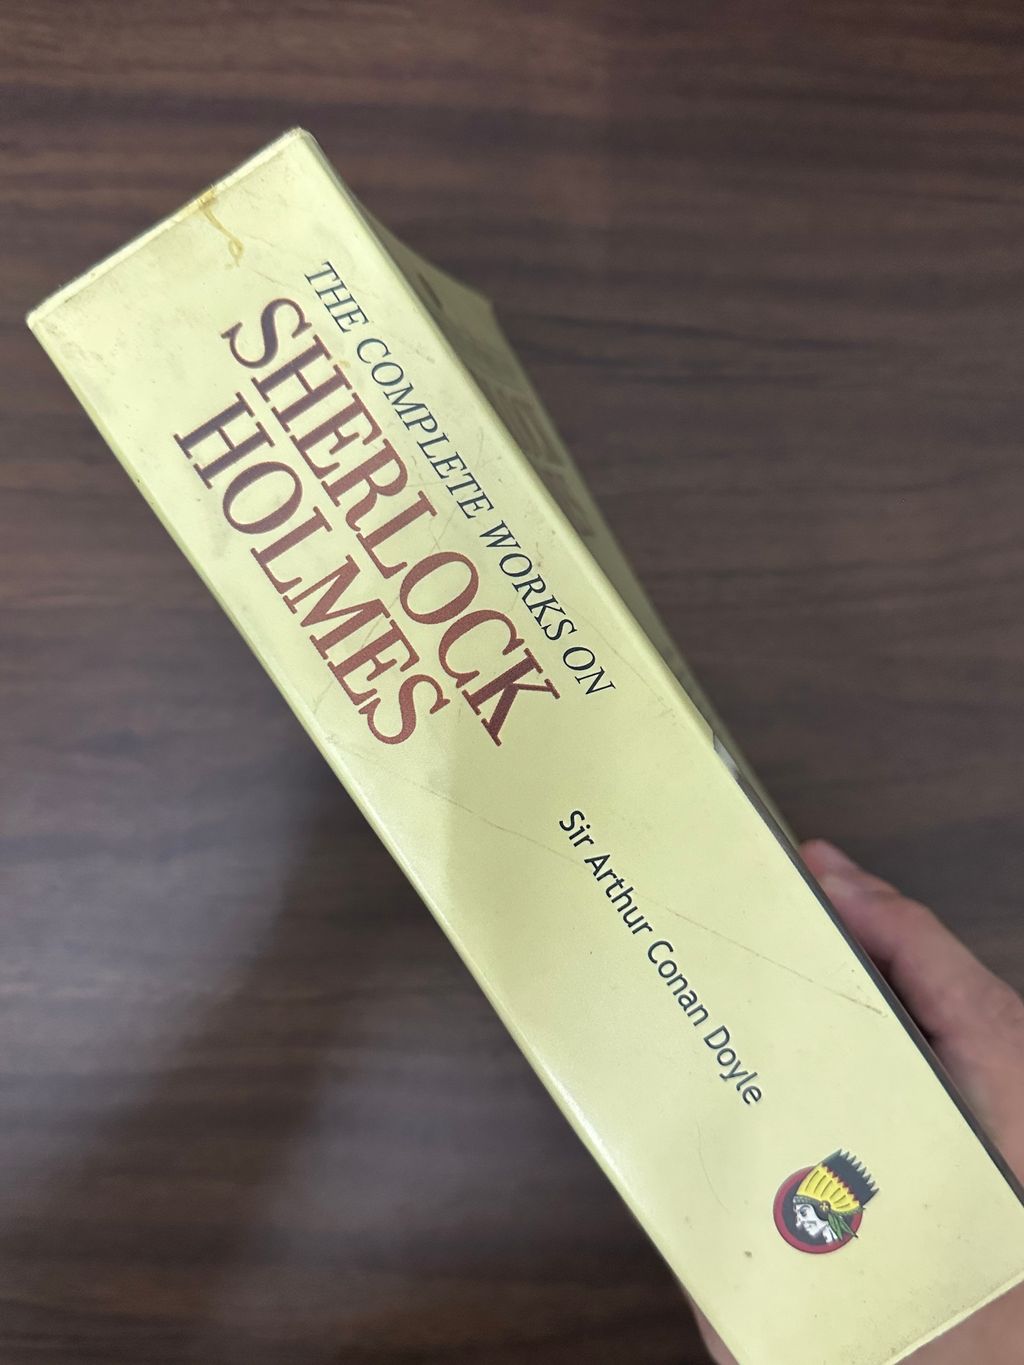 THE COMPLETE WORKS ON
SHERLOCK
HOLMES
Sir Arthur Conan Doyle